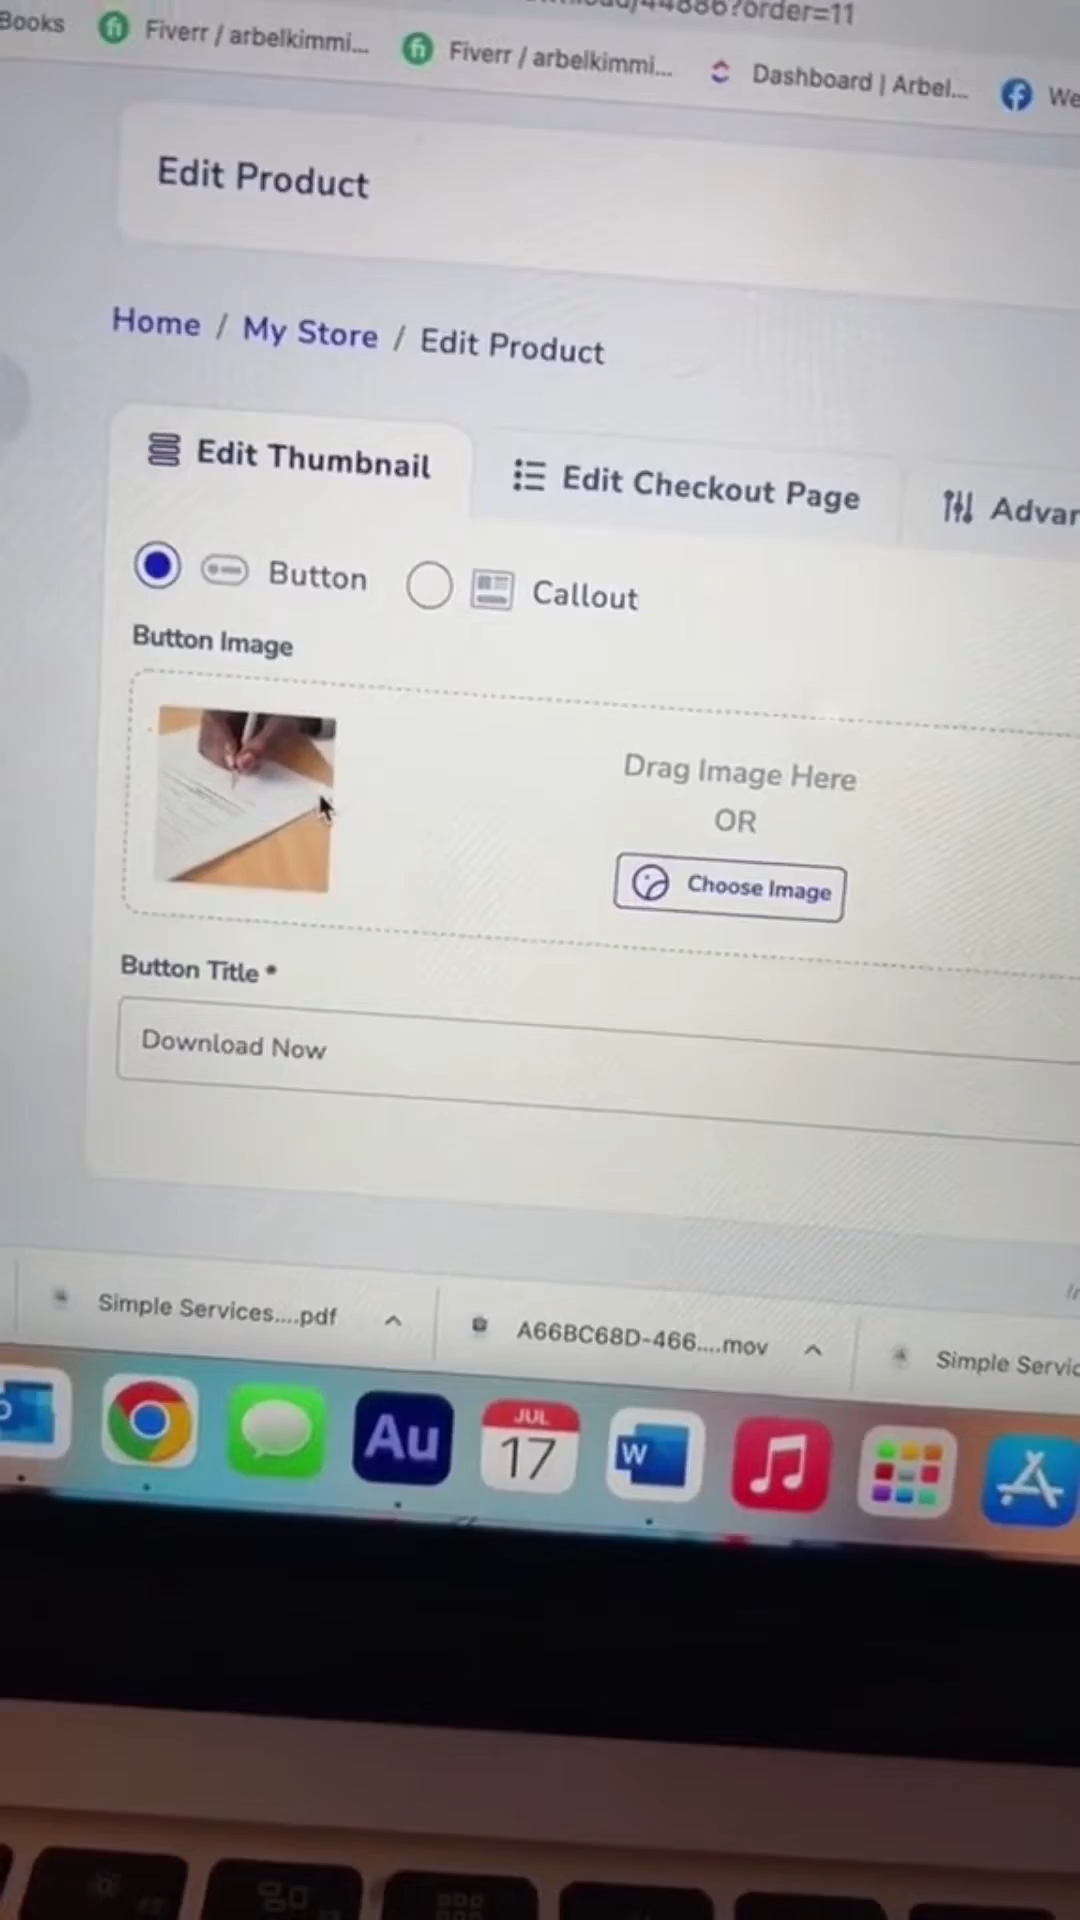 44886?order=11
Books
Fiverr / arbelkimmi...
Fiverr / arbelkimmi...
Dashboard | Arbel...
We
Edit Product
Home / My Store / Edit Product
Edit Thumbnail
Edit Checkout Page
Advan
Button
Callout
Button Image
Drag Image Here
OR
Choose Image
Button Title *
Download Now
Simple Services....pdf
A66BC68D-466....mov
Simple Servic
Au
JUL
17
W